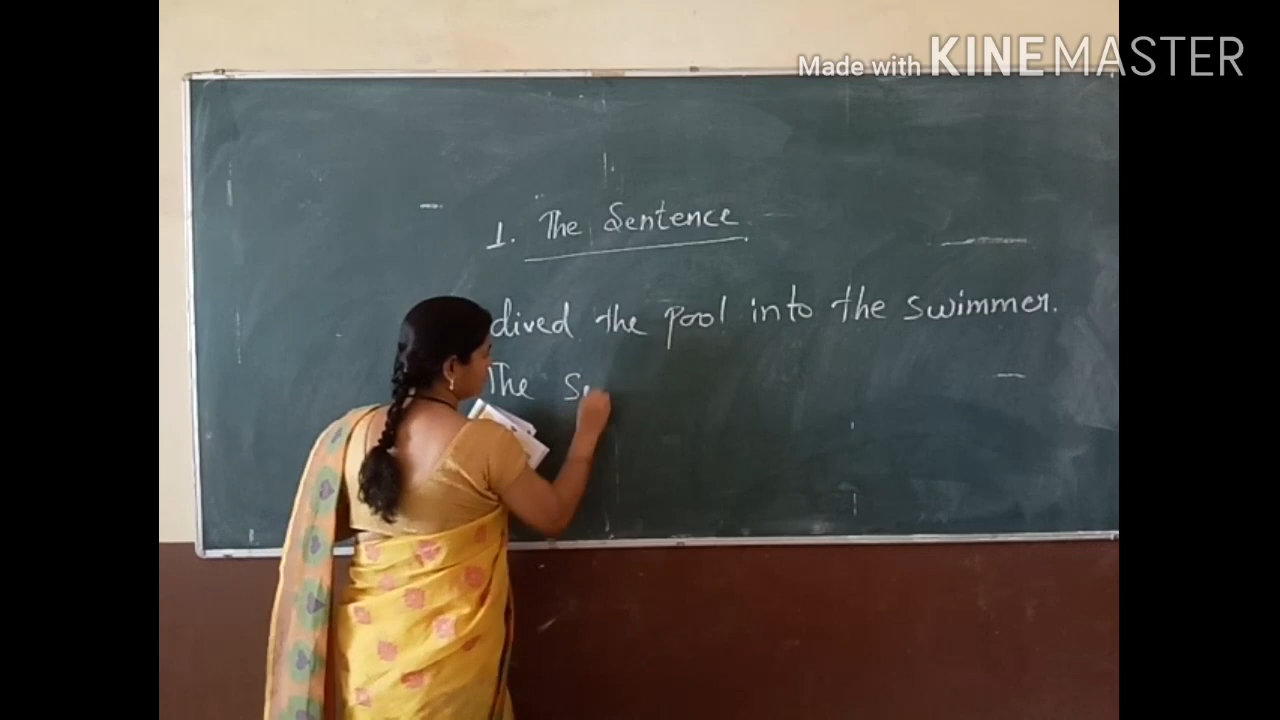 Made with KINEMASTER
1. The Sentence
dived the pool into the swimmer.
The